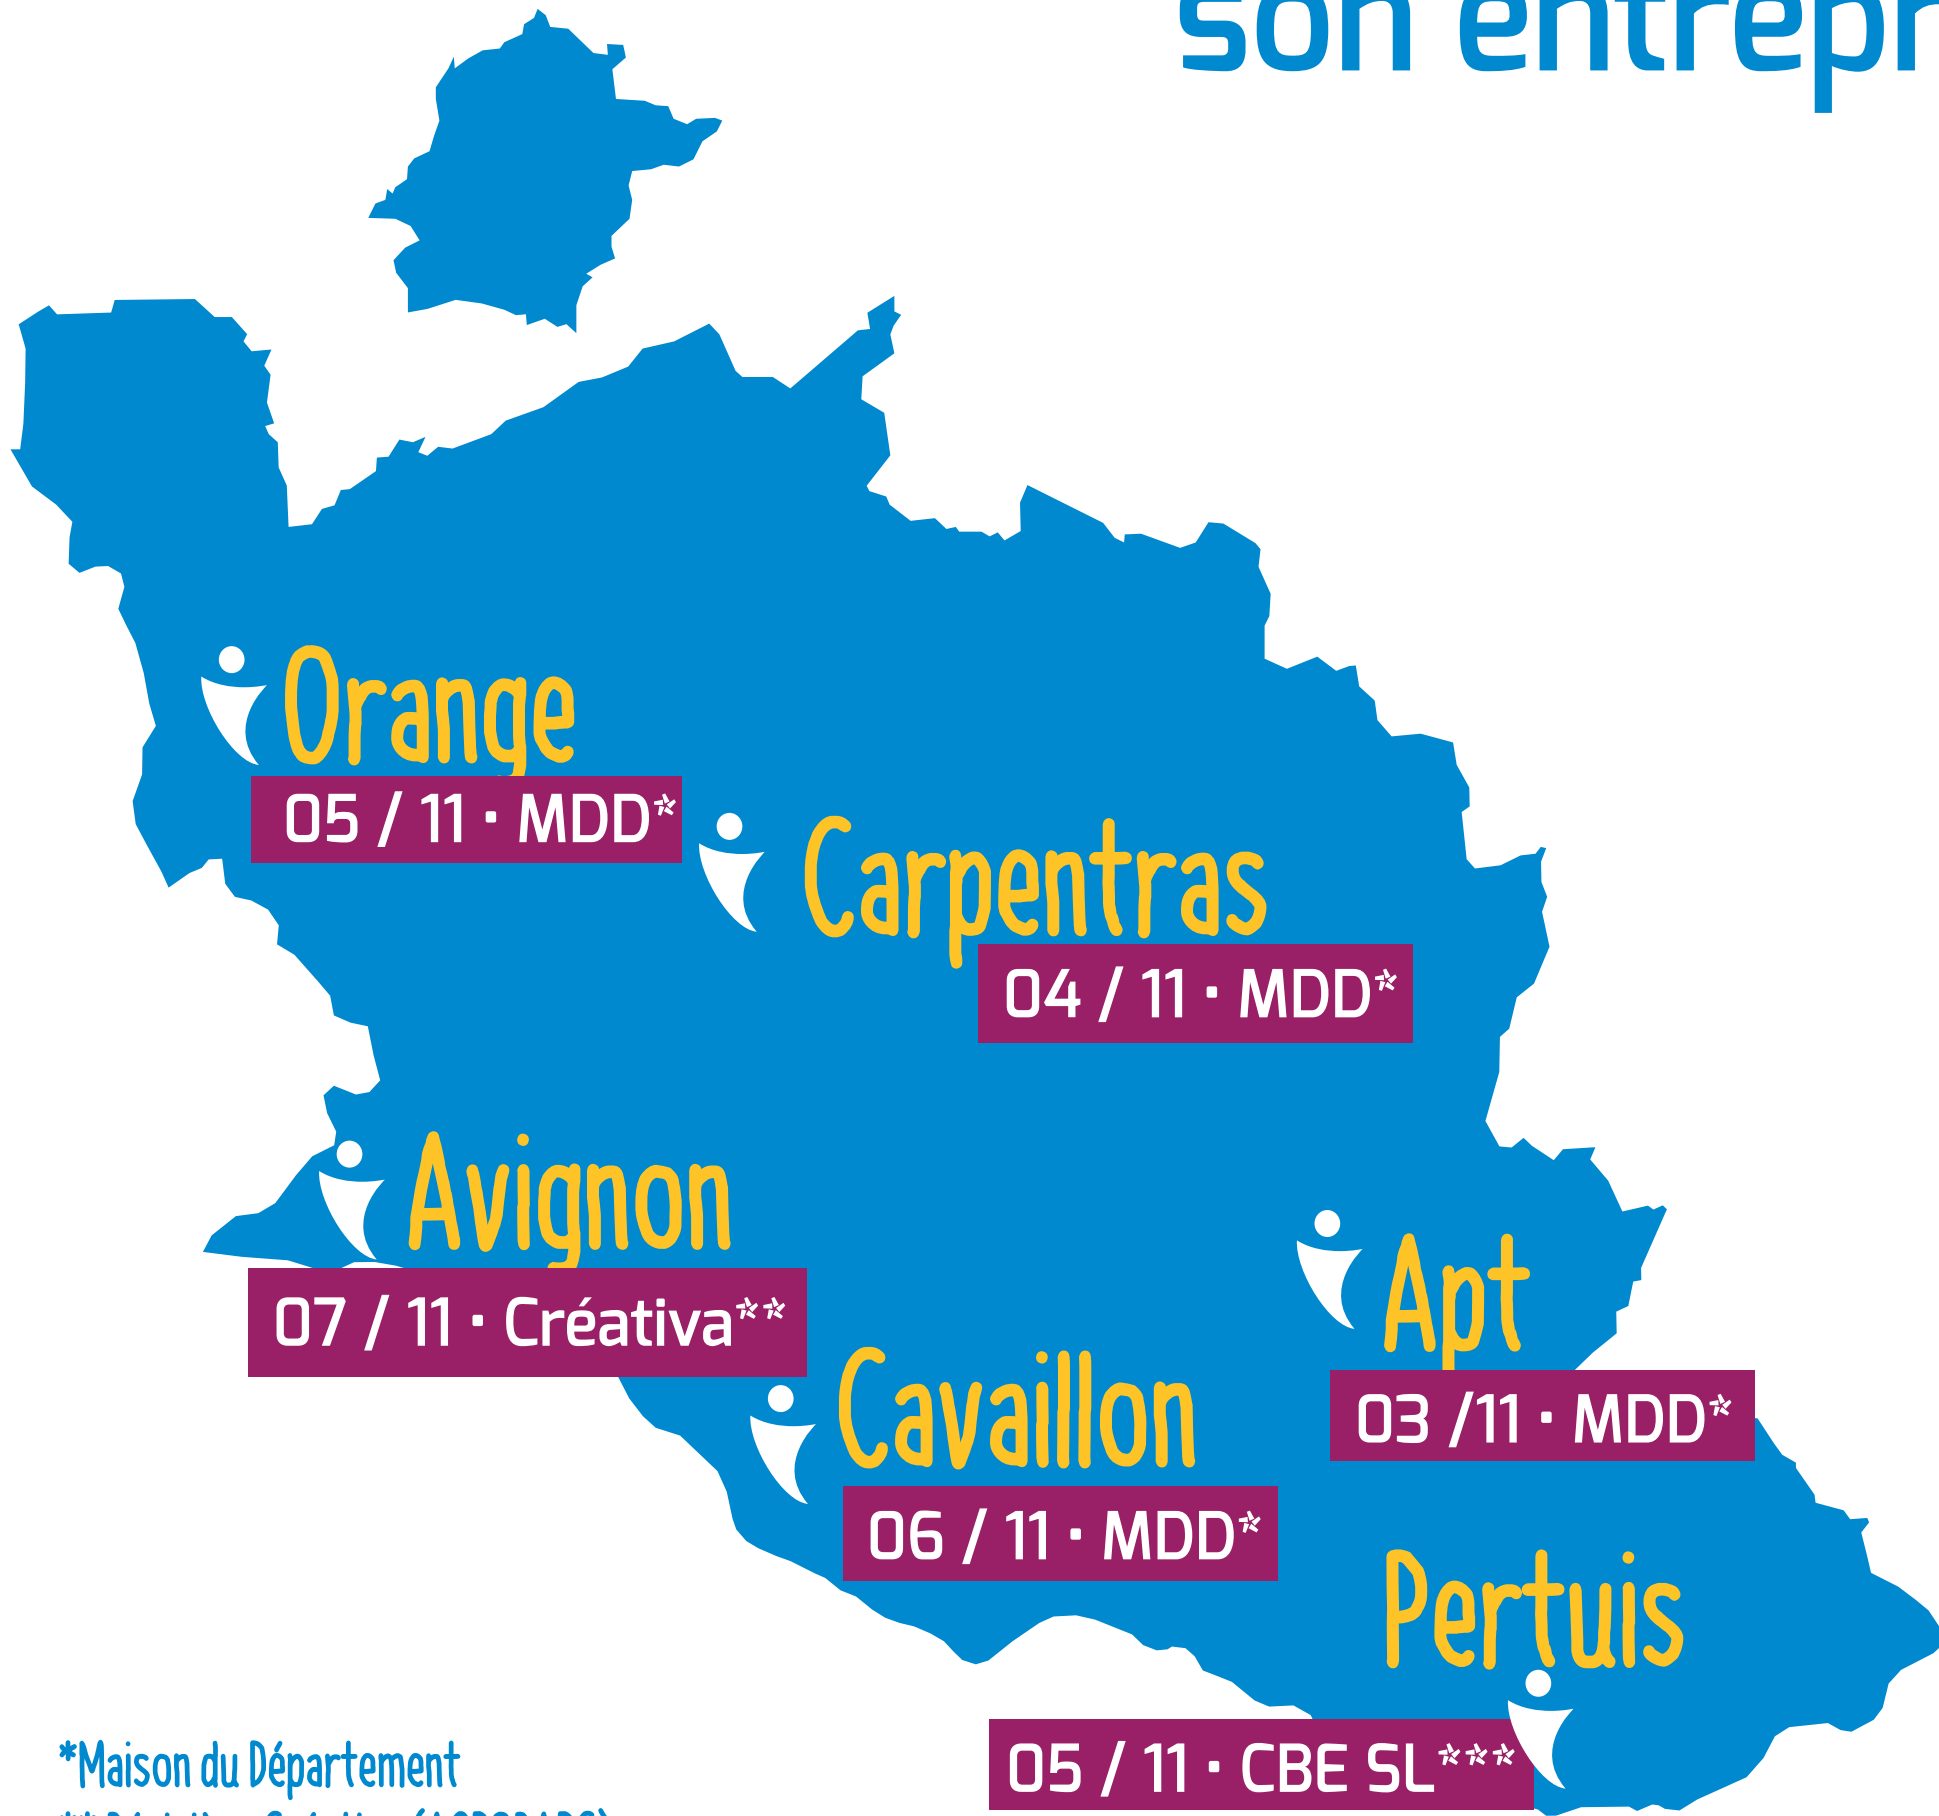 son entrepr
Orange
05 / 11 · MDD*
Carpentras
04 / 11 · MDD*
Avignon
07 / 11 · Créativa**
Apt
03 / 11 · MDD*
Cavaillon
06 / 11 · MDD*
Pertuis
05 / 11 · CBE SL***
*Maison du Département